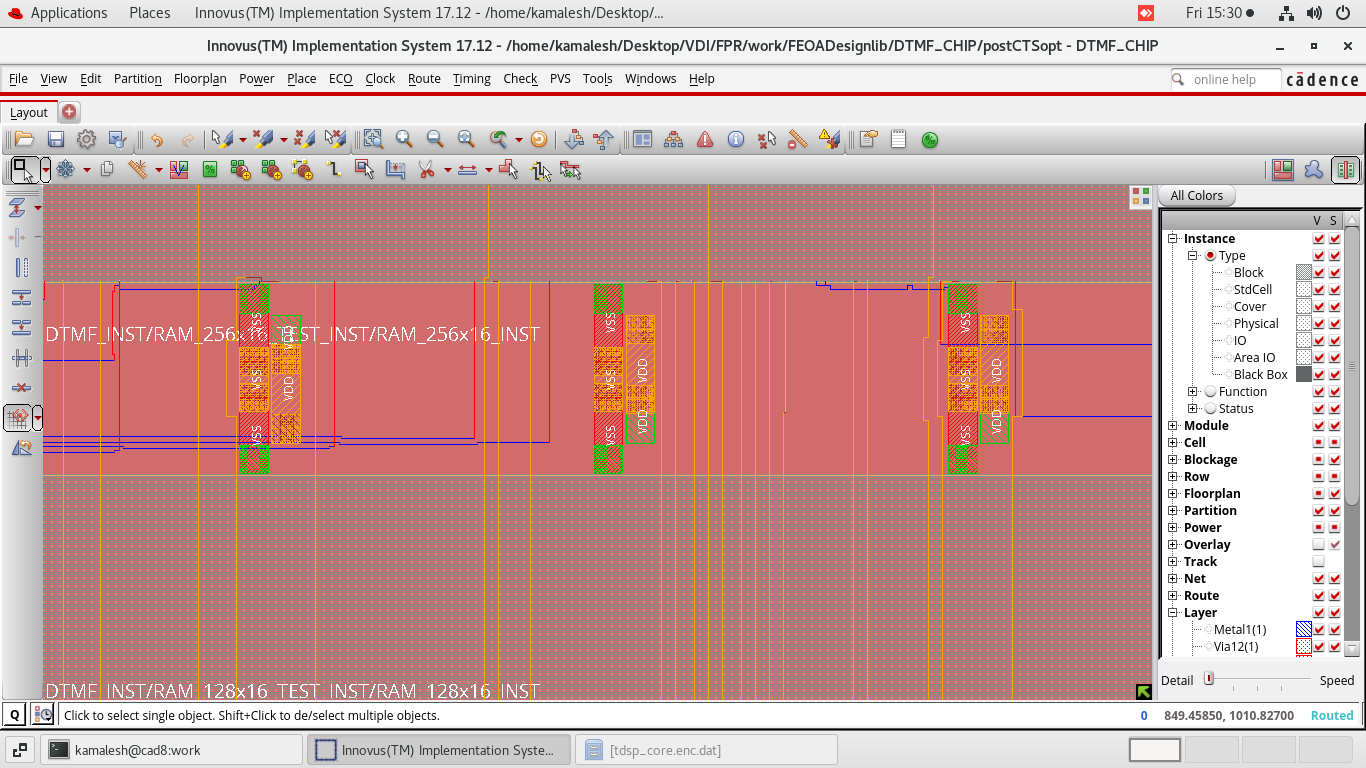 Applications Places Innovus(TM) Implementation System 17.12 - /home/kamalesh/Desktop/... Fri 15:30
Innovus(TM) Implementation System 17.12 - /home/kamalesh/Desktop/VDI/FPR/work/FEOADesignlib/DTMF_CHIP/postCTSopt - DTMF_CHIP
File View Edit Partition Floorplan Power Place ECO Clock Route Timing Check PVS Tools Windows Help online help cādence
Layout
All Colors
V S
Instance
Type
Block
StdCell
Cover
Physical
IO
Area IO
Black Box
Function
Status
Module
Cell
Blockage
Row
Floorplan
Partition
Power
Overlay
Track
Net
Route
Layer
Metal1(1)
Via12(1)
Detail Speed
VSS VSS VSS
DTMF_INST/RAM_256x16_TEST_INST/RAM_256x16_INST
VDD
VSS VDD VSS VDD VSS VDD
VSS VSS VDD VSS VDD
DTMF_INST/RAM_128x16_TEST_INST/RAM_128x16_INST
Q Click to select single object. Shift+Click to de/select multiple objects. 0 849.45850, 1010.82700 Routed
kamalesh@cad8:work Innovus(TM) Implementation Syste... [tdsp_core.enc.dat]